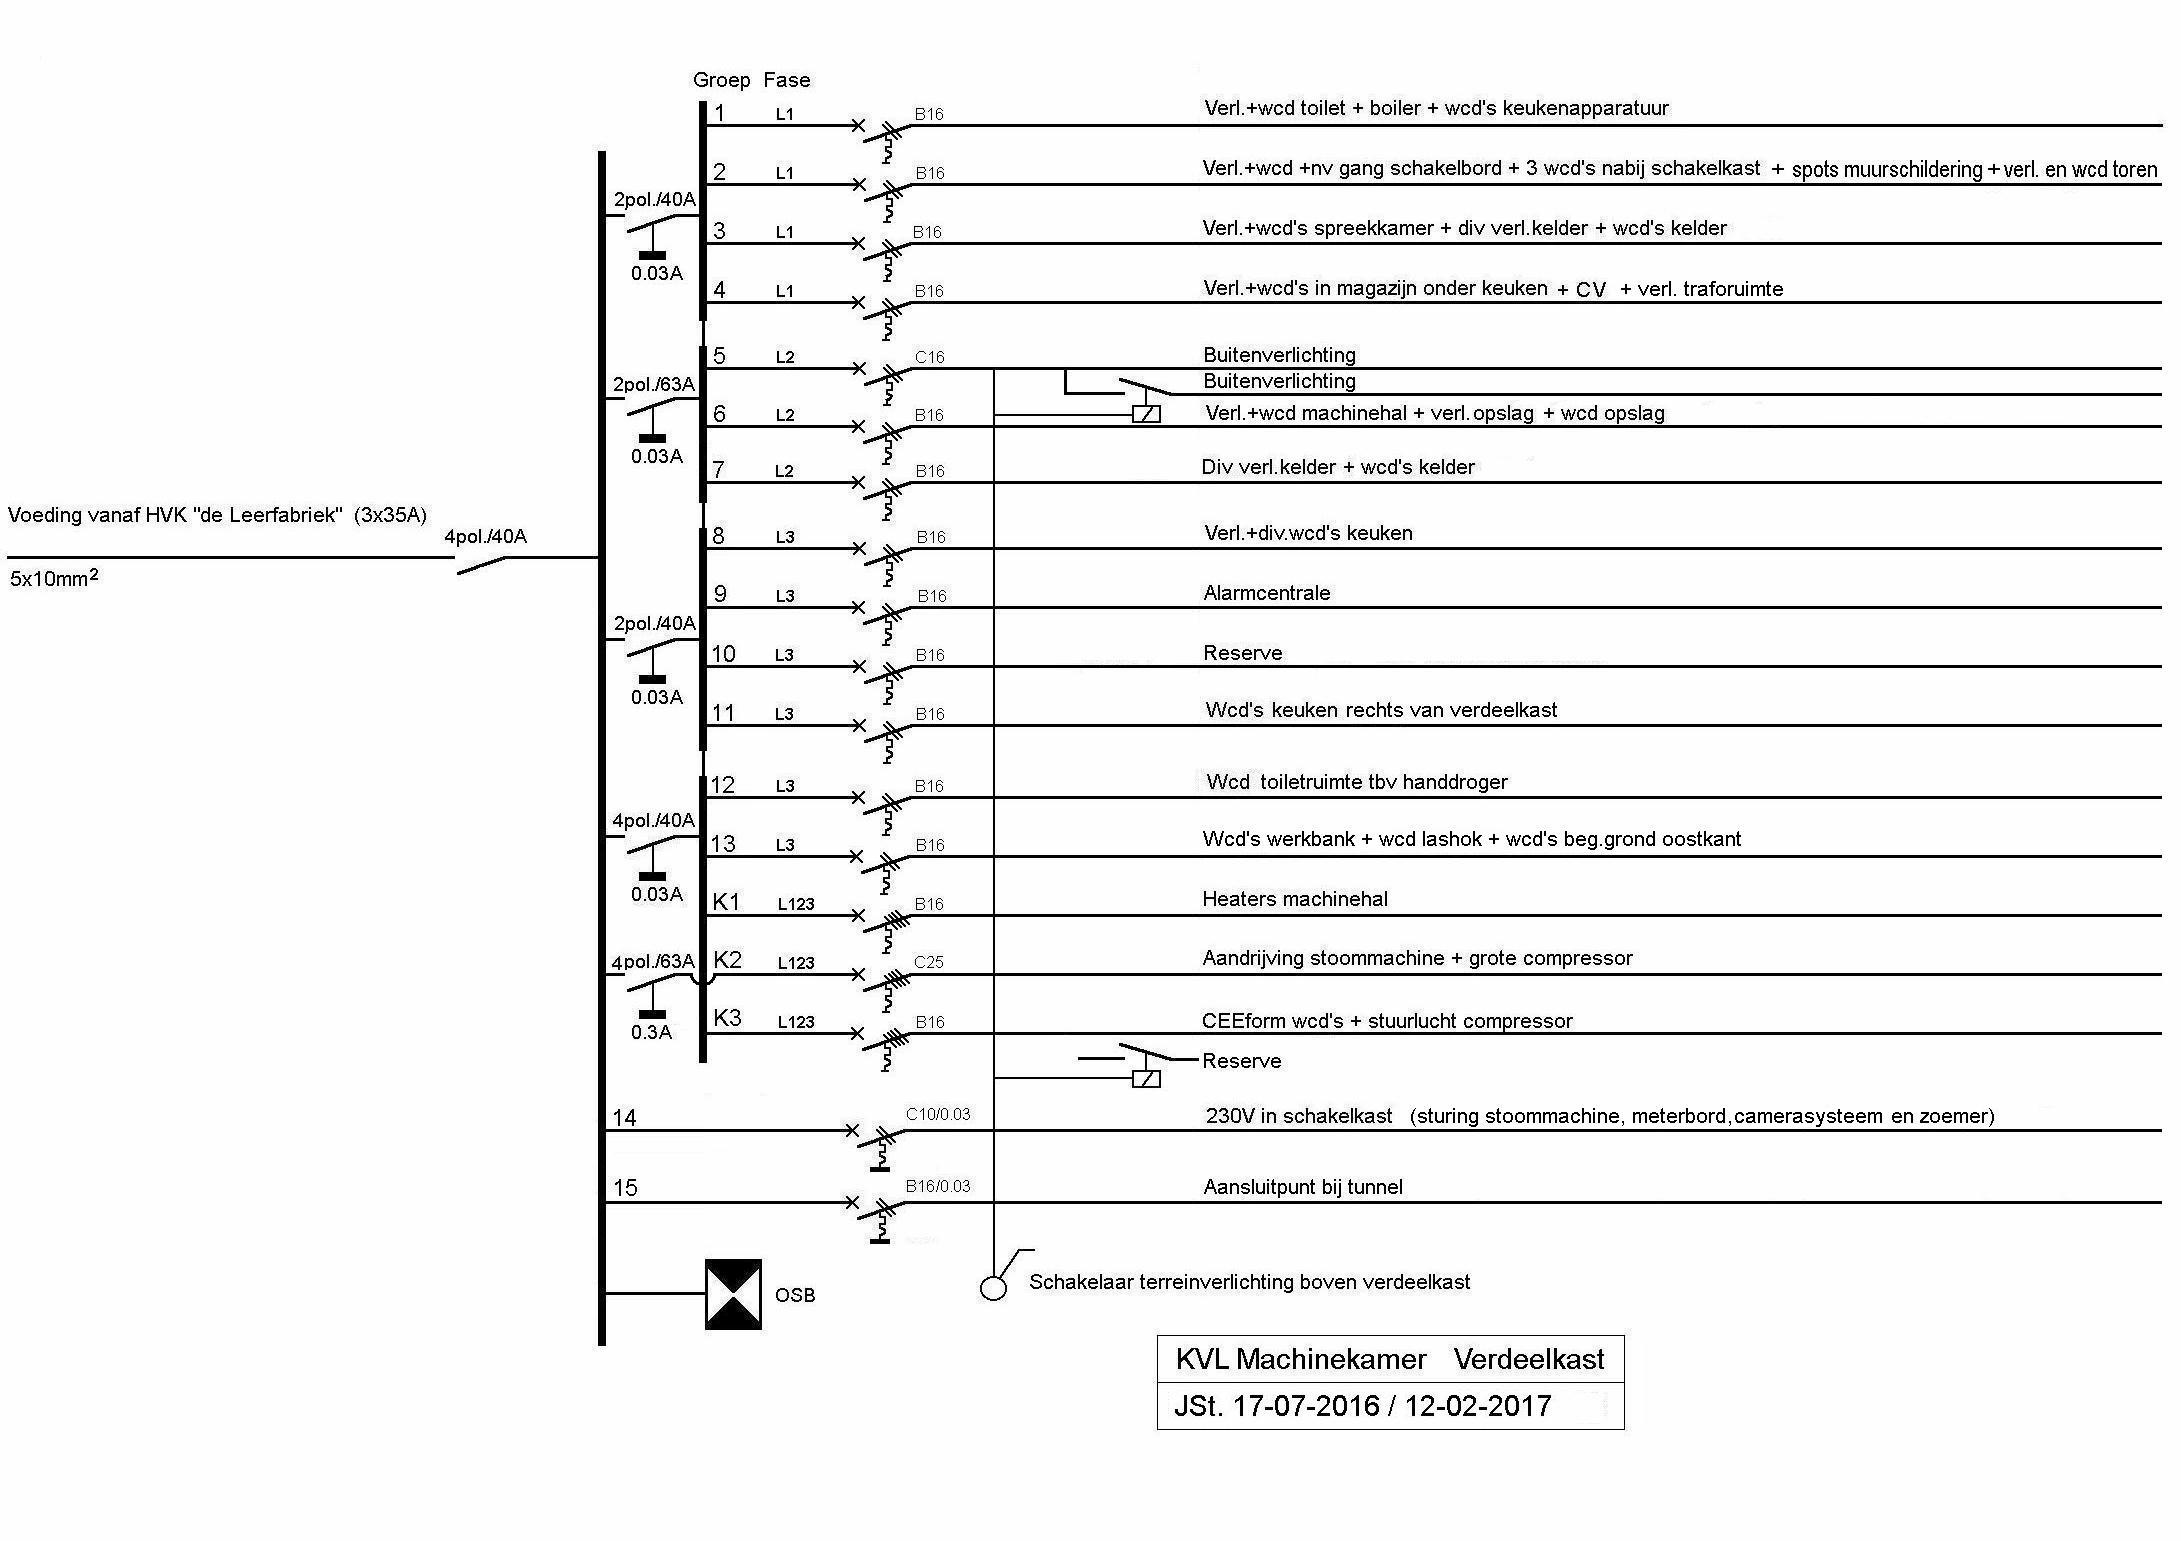 Groep Fase
1 L1 B16 Verl.+wcd toilet + boiler + wcd's keukenapparatuur
2 L1 B16 Verl.+wcd +nv gang schakelbord + 3 wcd's nabij schakelkast + spots muurschildering + verl. en wcd toren
2pol./40A
3 L1 B16 Verl.+wcd's spreekkamer + div verl.kelder + wcd's kelder
0.03A
4 L1 B16 Verl.+wcd's in magazijn onder keuken + CV + verl. traforuimte
5 L2 C16 Buitenverlichting
2pol./63A Buitenverlichting
6 L2 B16 Verl.+wcd machinehal + verl.opslag + wcd opslag
0.03A
7 L2 B16 Div verl.kelder + wcd's kelder
Voeding vanaf HVK "de Leerfabriek" (3x35A)
4pol./40A
5x10mm²
8 L3 B16 Verl.+div.wcd's keuken
9 L3 B16 Alarmcentrale
2pol./40A
10 L3 B16 Reserve
0.03A
11 L3 B16 Wcd's keuken rechts van verdeelkast
12 L3 B16 Wcd toiletruimte tbv handdroger
4pol./40A
13 L3 B16 Wcd's werkbank + wcd lashok + wcd's beg.grond oostkant
0.03A
K1 L123 B16 Heaters machinehal
4pol./63A K2 L123 C25 Aandrijving stoommachine + grote compressor
K3 L123 B16 CEEform wcd's + stuurlucht compressor
0.3A
Reserve
14 C10/0.03 230V in schakelkast (sturing stoommachine, meterbord,camerasysteem en zoemer)
15 B16/0.03 Aansluitpunt bij tunnel
OSB
Schakelaar terreinverlichting boven verdeelkast
KVL Machinekamer Verdeelkast
JSt. 17-07-2016 / 12-02-2017